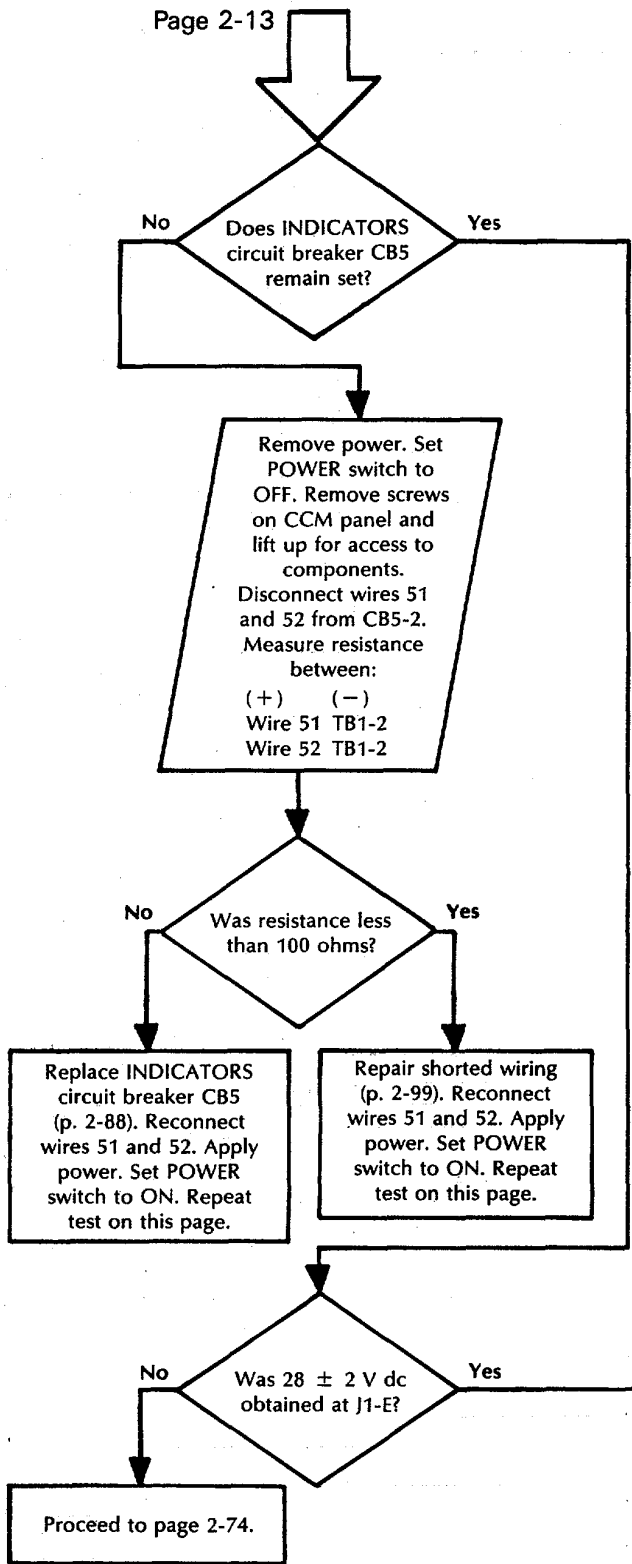 Page 2-13
Does INDICATORS
circuit breaker CB5
remain set?
No
Yes
Remove power. Set
POWER switch to
OFF. Remove screws
on CCM panel and
lift up for access to
components.
Disconnect wires 51
and 52 from CB5-2.
Measure resistance
between:
(+) (−)
Wire 51 TB1-2
Wire 52 TB1-2
Was resistance less
than 100 ohms?
No
Yes
Replace INDICATORS
circuit breaker CB5
(p. 2-88). Reconnect
wires 51 and 52. Apply
power. Set POWER
switch to ON. Repeat
test on this page.
Repair shorted wiring
(p. 2-99). Reconnect
wires 51 and 52. Apply
power. Set POWER
switch to ON. Repeat
test on this page.
Was 28 ± 2 V dc
obtained at J1-E?
No
Yes
Proceed to page 2-74.